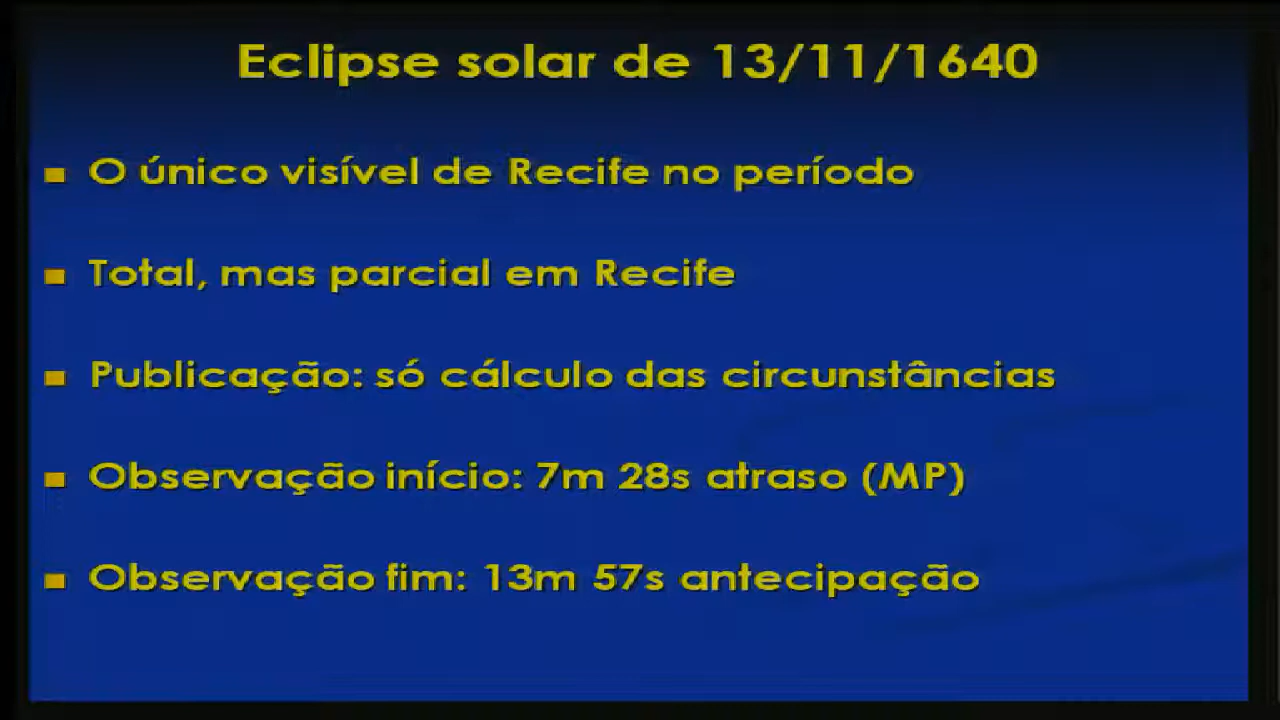 Eclipse solar de 13/11/1640
O único visível de Recife no período
Total, mas parcial em Recife
Publicação: só cálculo das circunstâncias
Observação início: 7m 28s atraso (MP)
Observação fim: 13m 57s antecipação